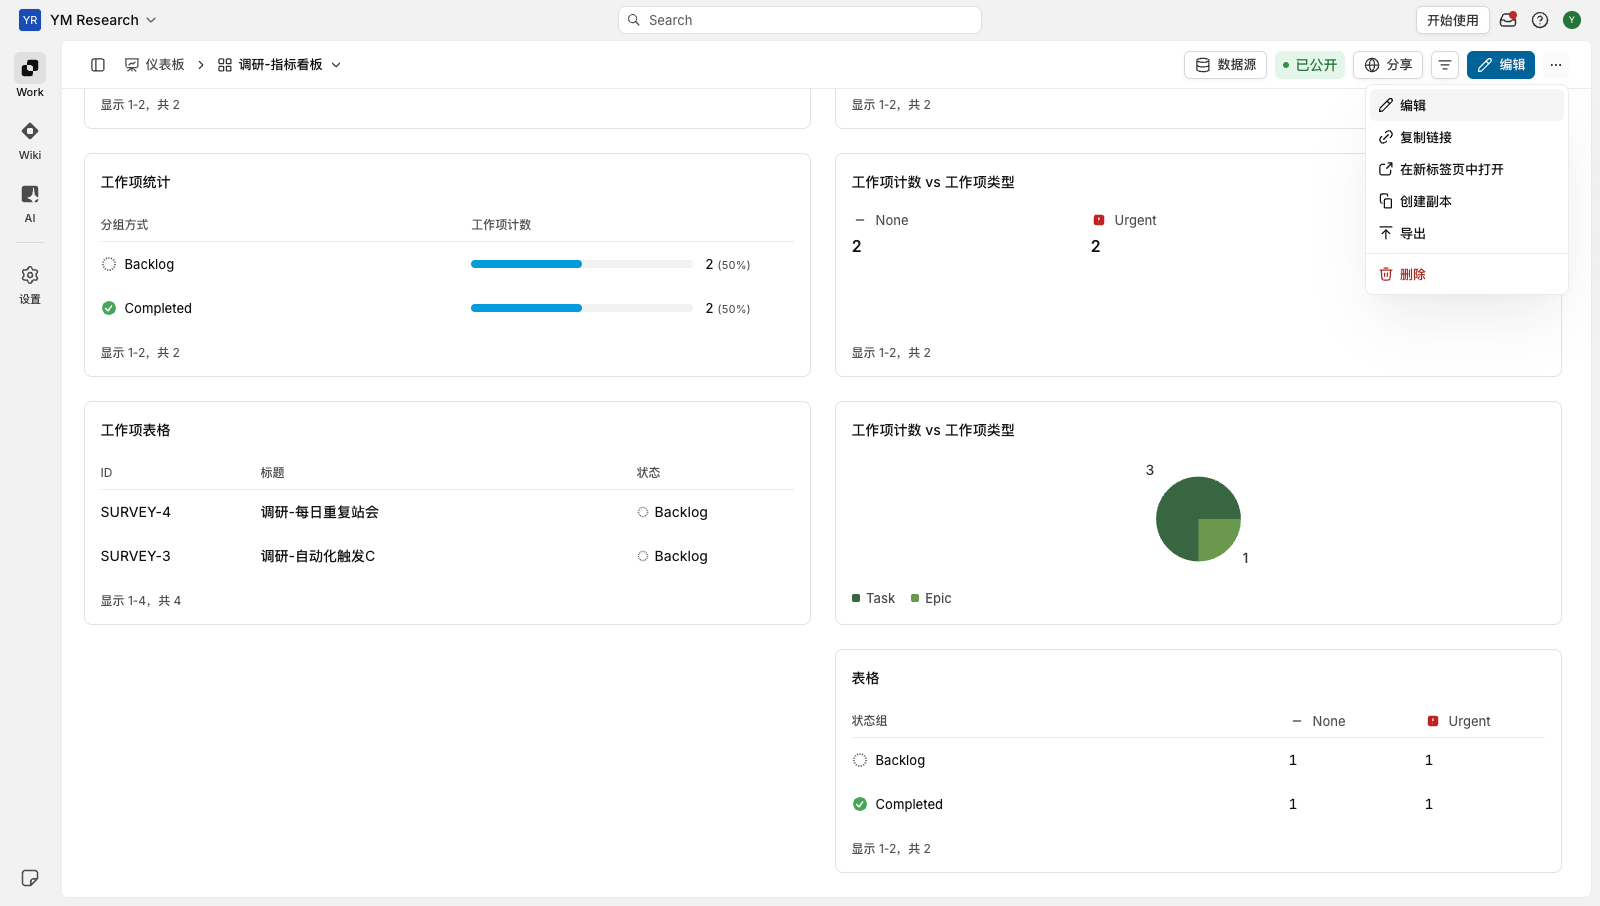 YR YM Research
Search
开始使用
Y
Work
Wiki
AI
设置
仪表板
调研-指标看板
数据源
已公开
分享
编辑
编辑
复制链接
在新标签页中打开
创建副本
导出
删除
显示 1-2，共 2
显示 1-2，共 2
工作项统计
分组方式 工作项计数
Backlog 2 (50%)
Completed 2 (50%)
显示 1-2，共 2
工作项计数 vs 工作项类型
None Urgent
2 2
显示 1-2，共 2
工作项表格
ID 标题 状态
SURVEY-4 调研-每日重复站会 Backlog
SURVEY-3 调研-自动化触发C Backlog
显示 1-4，共 4
工作项计数 vs 工作项类型
3
1
Task Epic
表格
状态组 None Urgent
Backlog 1 1
Completed 1 1
显示 1-2，共 2